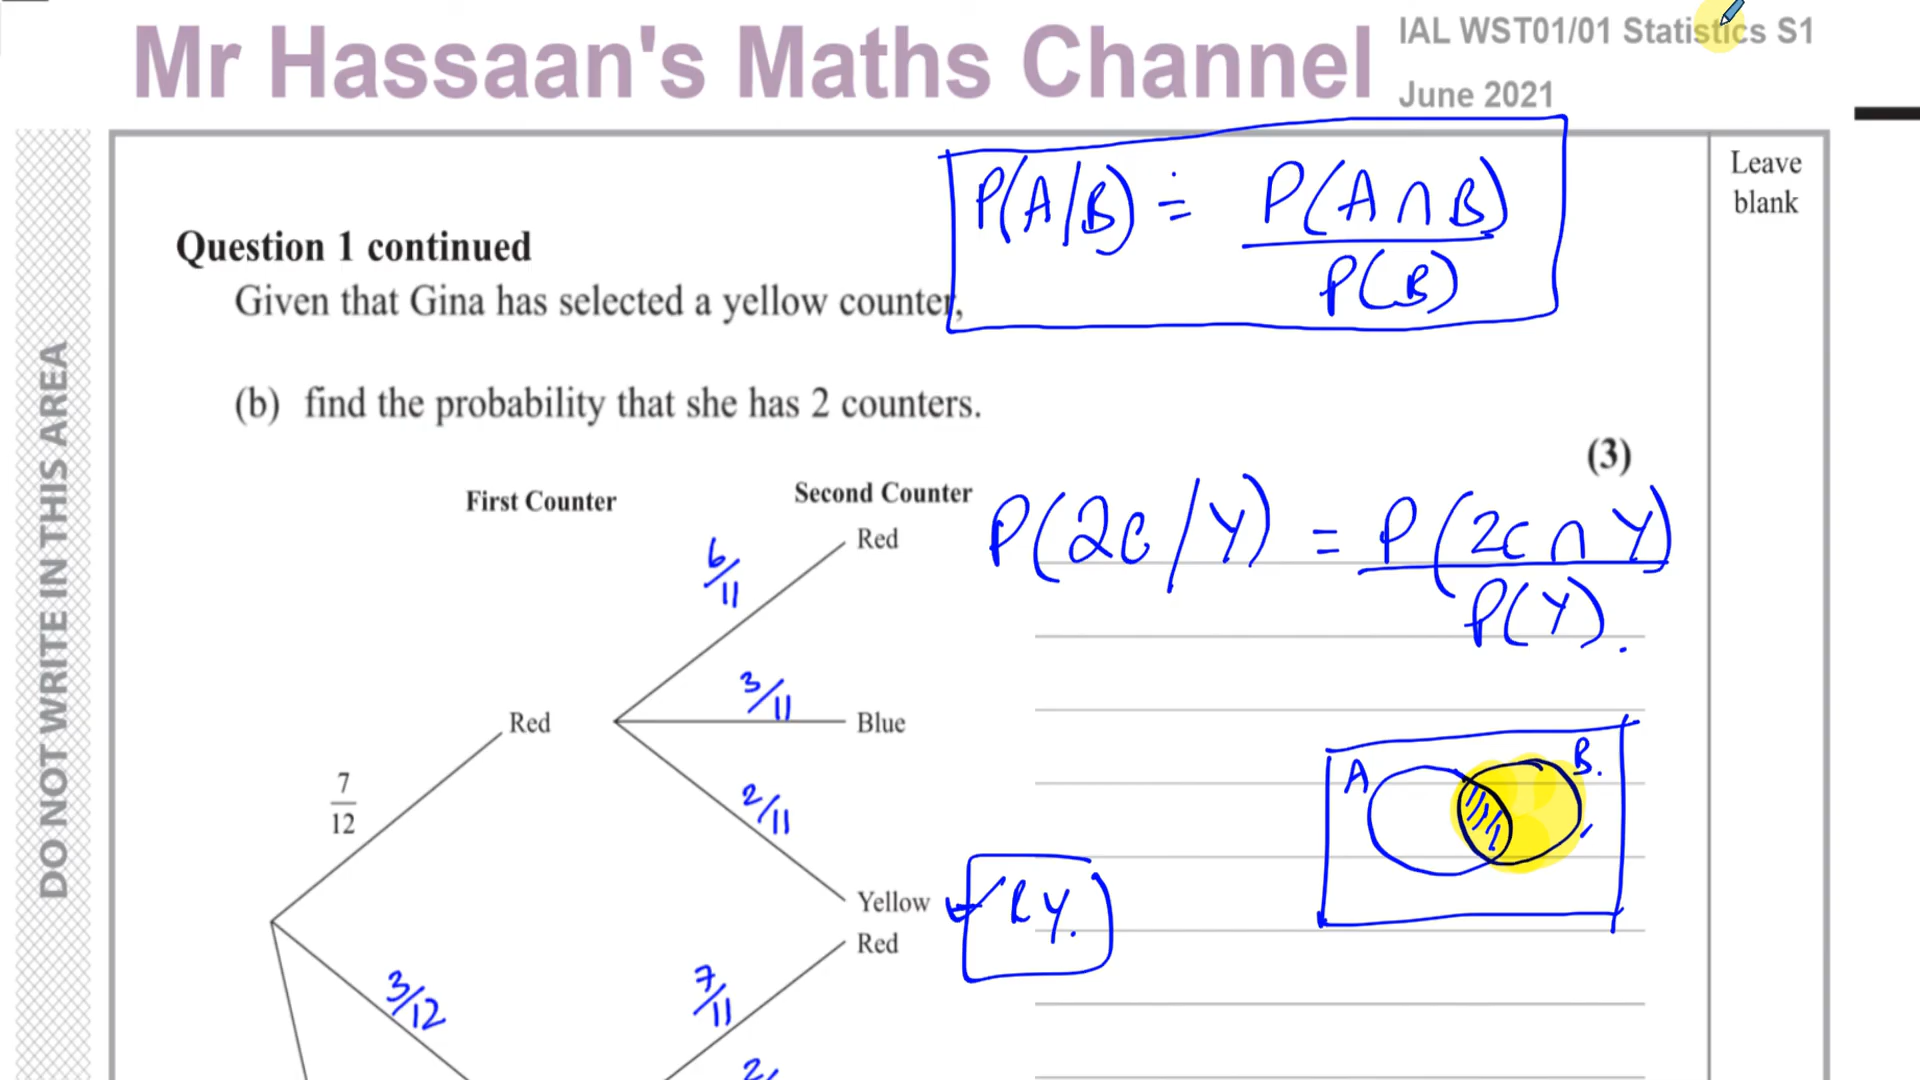 Mr Hassaan's Maths Channel
IAL WST01/01 Statistics S1
June 2021
DO NOT WRITE IN THIS AREA
Leave
blank
P(A/B) = P(A∩B)
P(B)
Question 1 continued
Given that Gina has selected a yellow counter,
(b) find the probability that she has 2 counters.
(3)
First Counter
Second Counter
P(2C/Y) = P(2C∩Y)
P(Y).
6/11
Red
3/11
Red
Blue
7
12
2/11
A
B.
Yellow
RY.
Red
3/12
7/11
2/